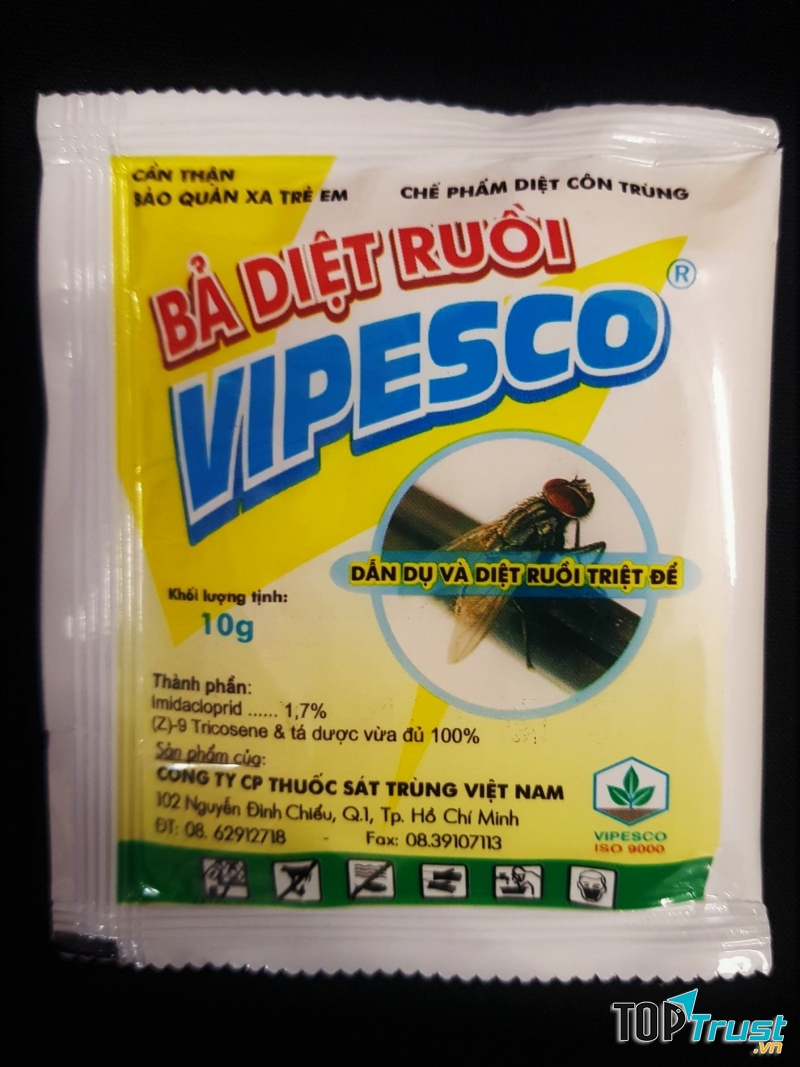 CẨN THẬN
BẢO QUẢN XA TRẺ EM
CHẾ PHẨM DIỆT CÔN TRÙNG
BẢ DIỆT RUỒI
VIPESCO
®
DẪN DỤ VÀ DIỆT RUỒI TRIỆT ĐỂ
Khối lượng tịnh:
10g
Thành phần:
Imidacloprid ...... 1,7%
(Z)-9 Tricosene & tá dược vừa đủ 100%
Sản phẩm của:
CÔNG TY CP THUỐC SÁT TRÙNG VIỆT NAM
102 Nguyễn Đình Chiểu, Q.1, Tp. Hồ Chí Minh
ĐT: 08. 62912718 - Fax: 08.39107113
VIPESCO
ISO 9000
TOPTrust.vn